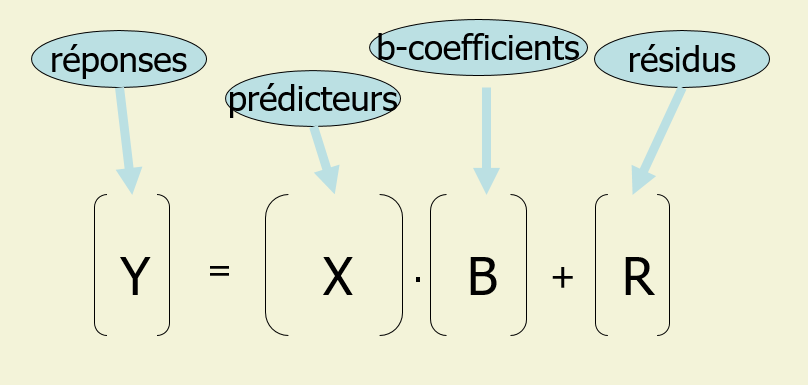 réponses
prédicteurs
b-coefficients
résidus
Y = X · B + R